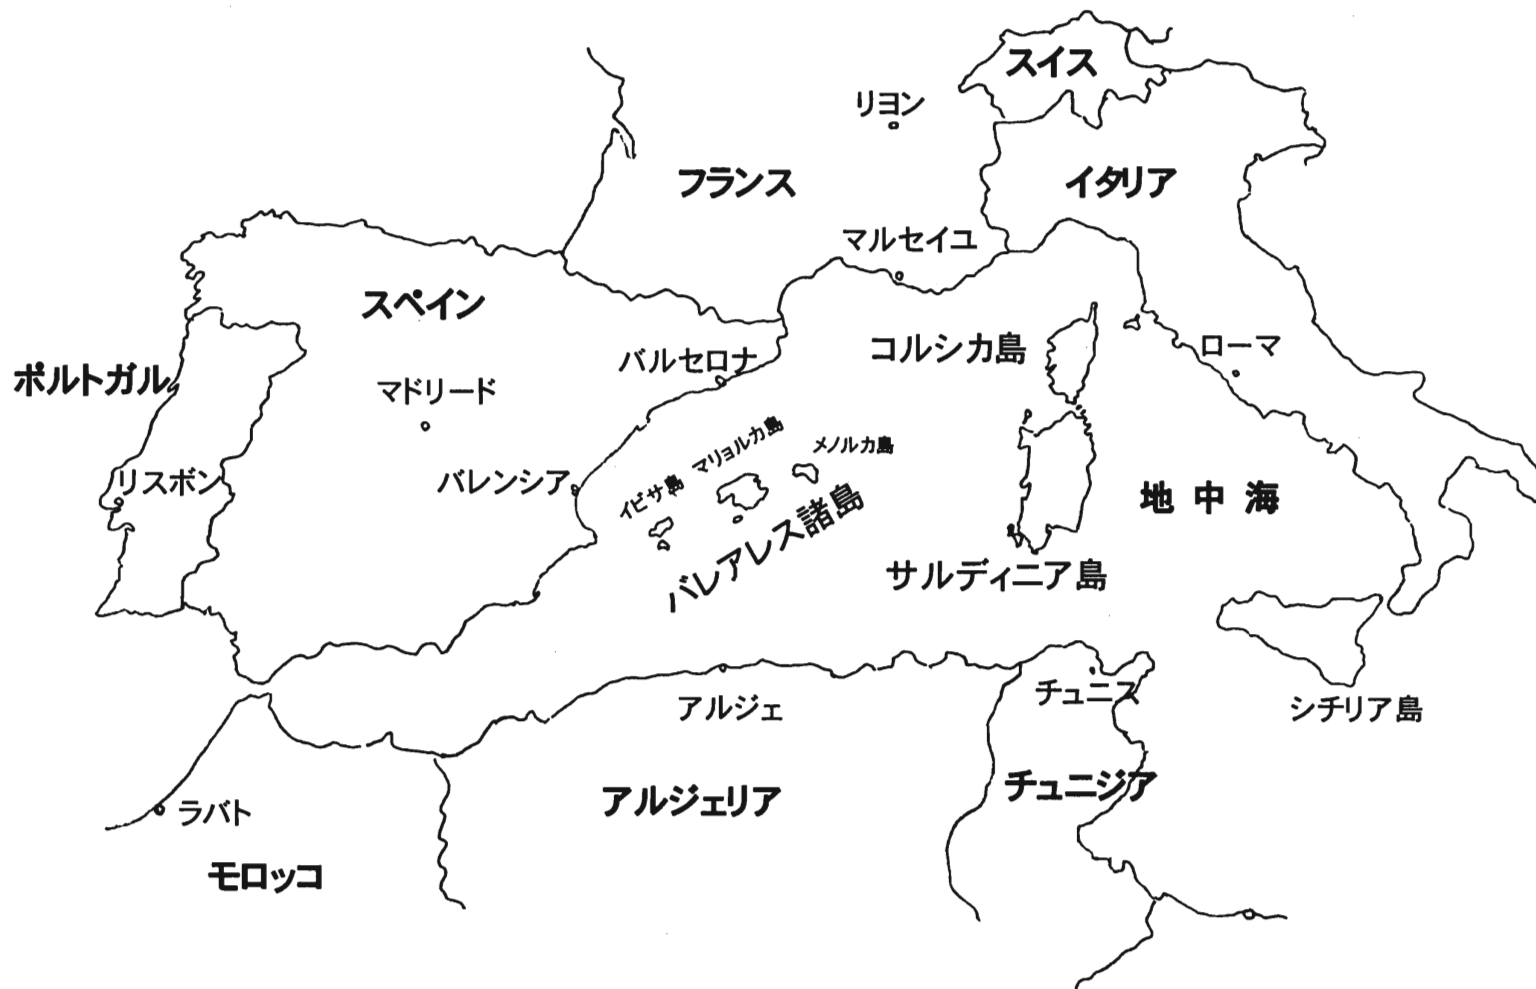 スイス
リヨン
フランス
イタリア
マルセイユ
スペイン
コルシカ島
ローマ
バルセロナ
ポルトガル
マドリード
マリョルカ島
メノルカ島
リスボン
バレンシア
イビサ島
地中海
バレアレス諸島
サルディニア島
チュニス
アルジェ
シチリア島
チュニジア
アルジェリア
ラバト
モロッコ